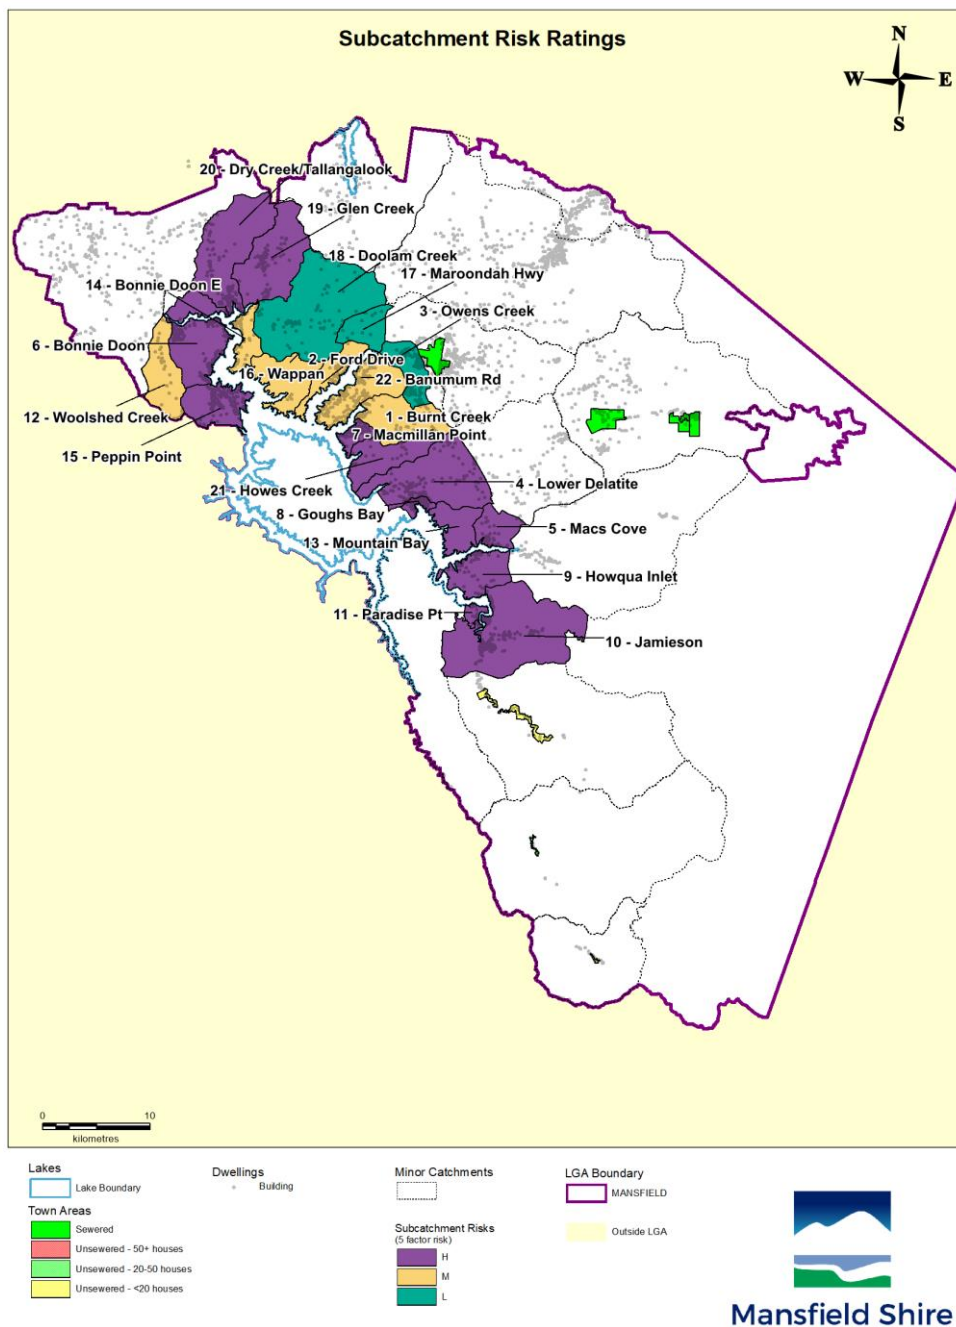 Subcatchment Risk Ratings
N
W
E
S
20 - Dry Creek/Tallangalook
19 - Glen Creek
18 - Doolam Creek
17 - Maroondah Hwy
14 - Bonnie Doon E
3 - Owens Creek
6 - Bonnie Doon
2 - Ford Drive
16 - Wappan
22 - Banumum Rd
12 - Woolshed Creek
1 - Burnt Creek
7 - Macmillan Point
15 - Peppin Point
21 - Howes Creek
4 - Lower Delatite
8 - Goughs Bay
5 - Macs Cove
13 - Mountain Bay
9 - Howqua Inlet
11 - Paradise Pt
10 - Jamieson
0 10
kilometres
Lakes
Lake Boundary
Town Areas
Sewered
Unsewered - 50+ houses
Unsewered - 20-50 houses
Unsewered - <20 houses
Dwellings
Building
Minor Catchments
Subcatchment Risks
(5 factor risk)
H
M
L
LGA Boundary
MANSFIELD
Outside LGA
Mansfield Shire